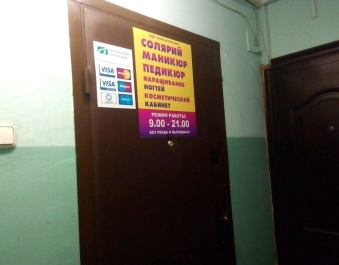 СОЛЯРИЙ
МАНИКЮР
ПЕДИКЮР
НАРАЩИВАНИЕ
НОГТЕЙ
КОСМЕТИЧЕСКИЙ
КАБИНЕТ
РЕЖИМ РАБОТЫ
9.00 - 21.00
БЕЗ ОБЕДА И ВЫХОДНЫХ
VISA
VISA